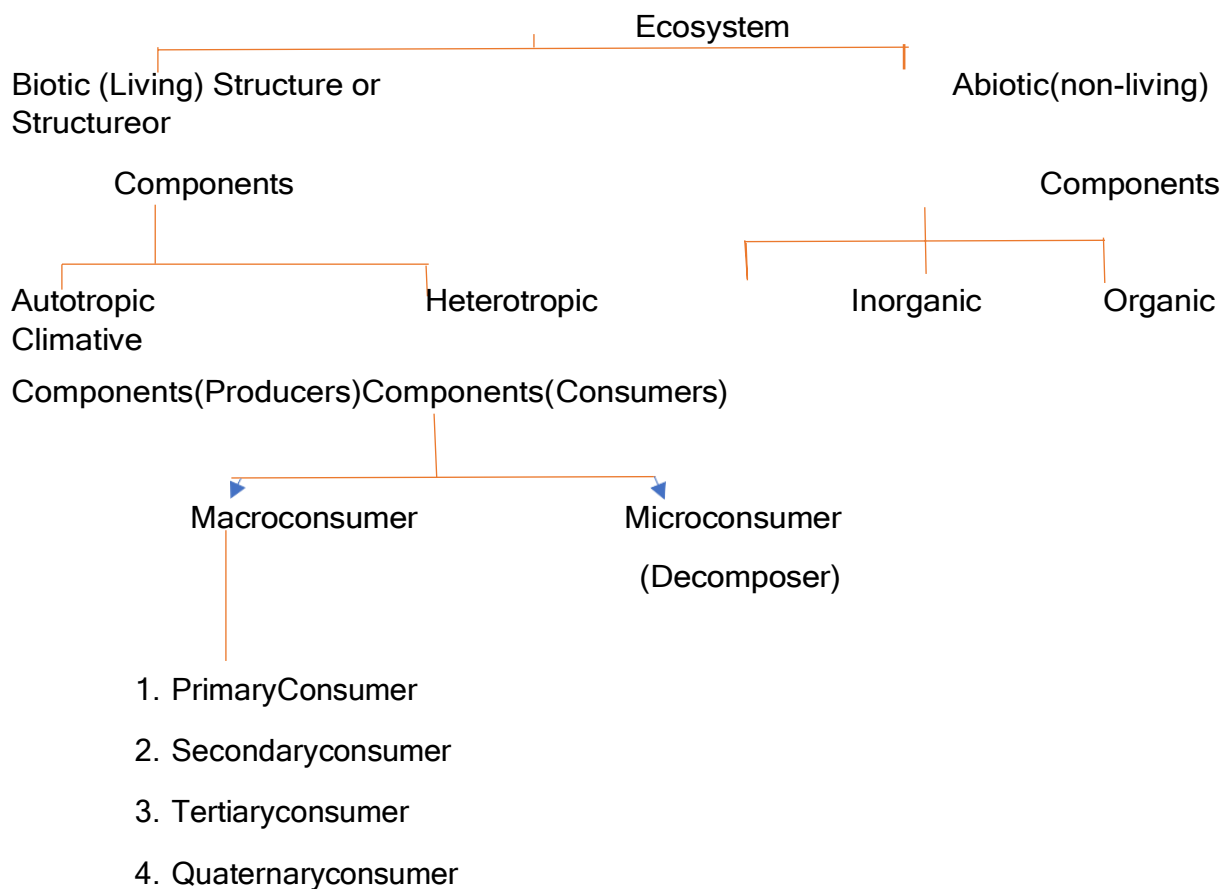 Ecosystem
Biotic (Living) Structure or Abiotic(non-living)
Structureor
Components Components
Autotropic Heterotropic Inorganic Organic
Climative
Components(Producers)Components(Consumers)
Macroconsumer Microconsumer
(Decomposer)
1. PrimaryConsumer
2. Secondaryconsumer
3. Tertiaryconsumer
4. Quaternaryconsumer